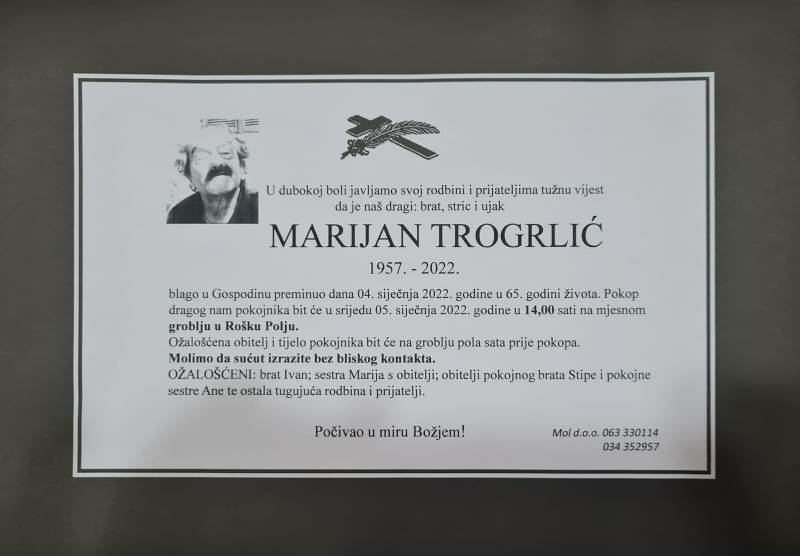 U dubokoj boli javljamo svoj rodbini i prijateljima tužnu vijest
da je naš dragi: brat, stric i ujak
MARIJAN TROGRLIĆ
1957. - 2022.
blago u Gospodinu preminuo dana 04. siječnja 2022. godine u 65. godini života. Pokop
dragog nam pokojnika bit će u srijedu 05. siječnja 2022. godine u 14,00 sati na mjesnom
groblju u Rošku Polju.
Ožalošćena obitelj i tijelo pokojnika bit će na groblju pola sata prije pokopa.
Molimo da sućut izrazite bez bliskog kontakta.
OŽALOŠĆENI: brat Ivan; sestra Marija s obitelji; obitelji pokojnog brata Stipe i pokojne
sestre Ane te ostala tugujuća rodbina i prijatelji.
Počivao u miru Božjem!
Mol d.o.o. 063 330114
034 352957